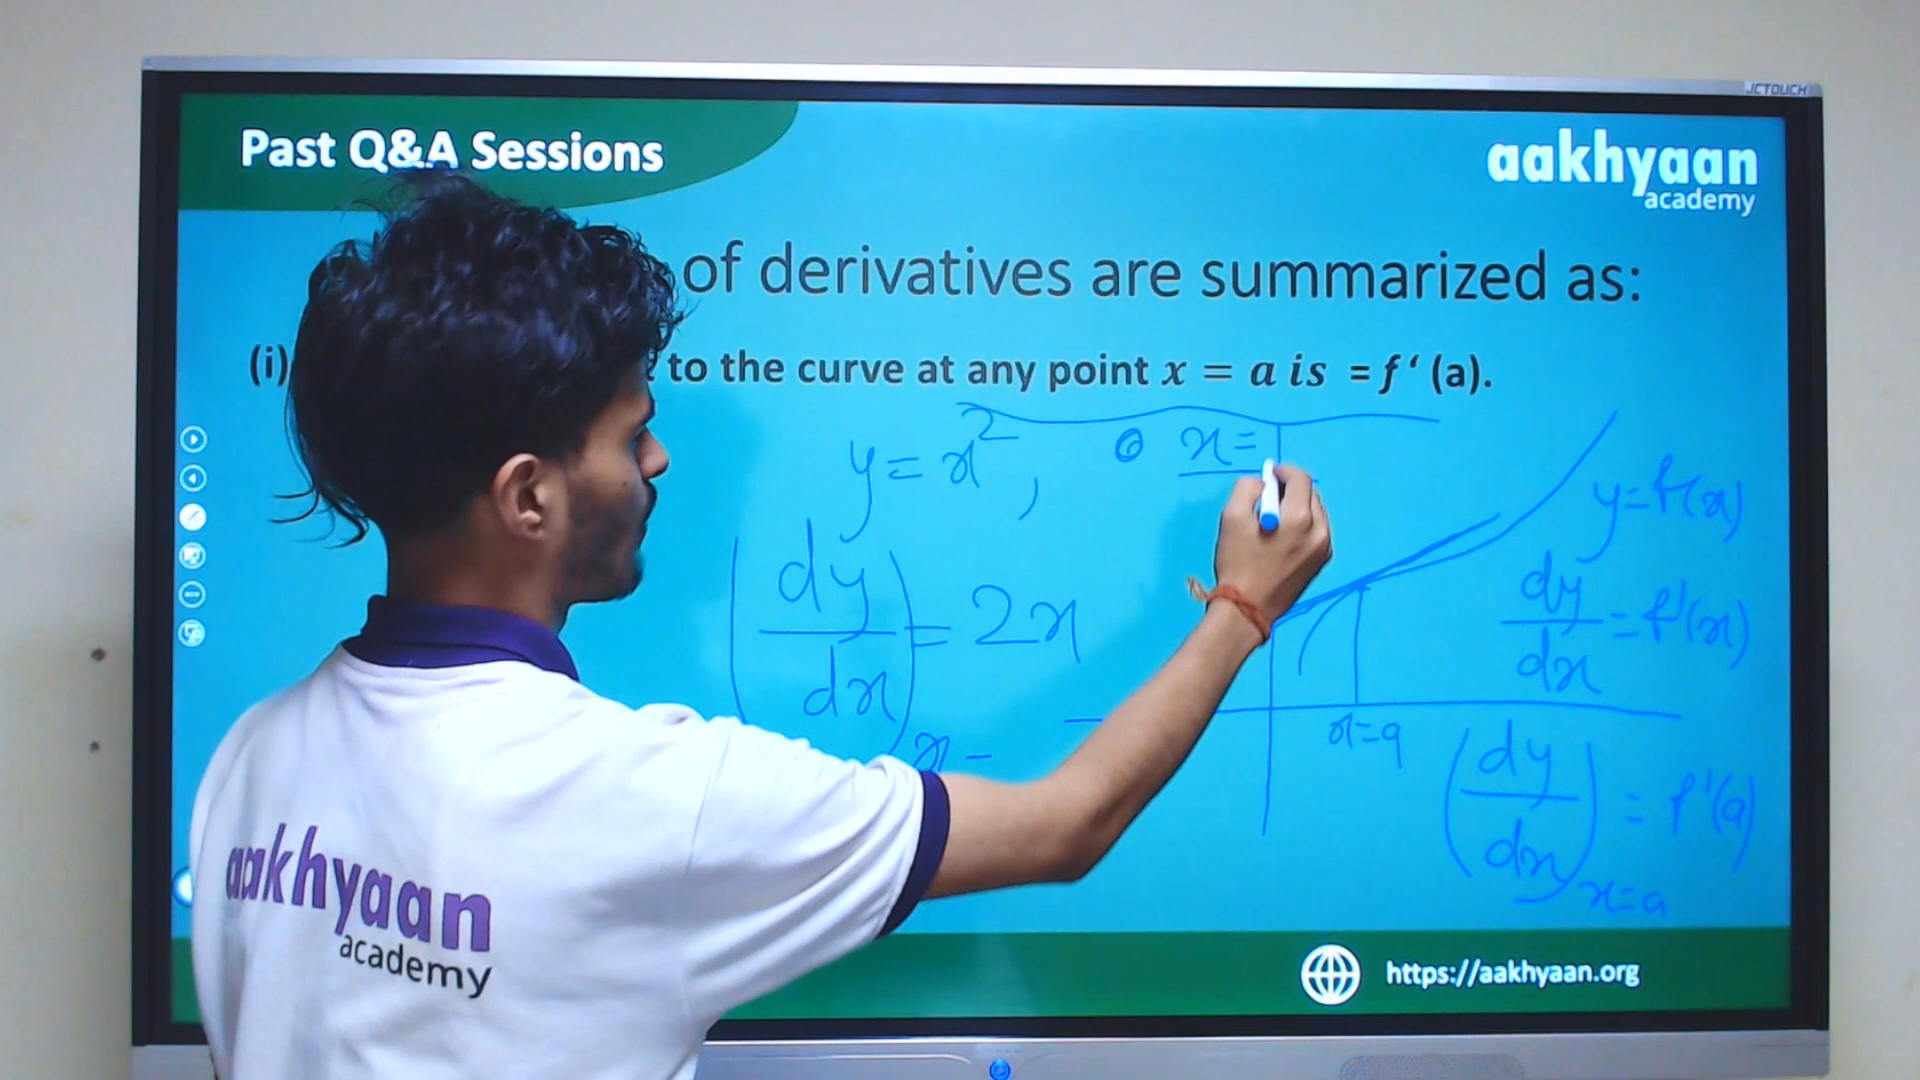 JCTOUCH
Past Q&A Sessions
aakhyaan
academy
of derivatives are summarized as:
(i) to the curve at any point x = a is = f ‘ (a).
y = x², @ x=
y=f(x)
dy/dx = 2x
dy/dx = f'(x)
x -
x=a
(dy/dx) x=a = f'(a)
aakhyaan
academy
https://aakhyaan.org